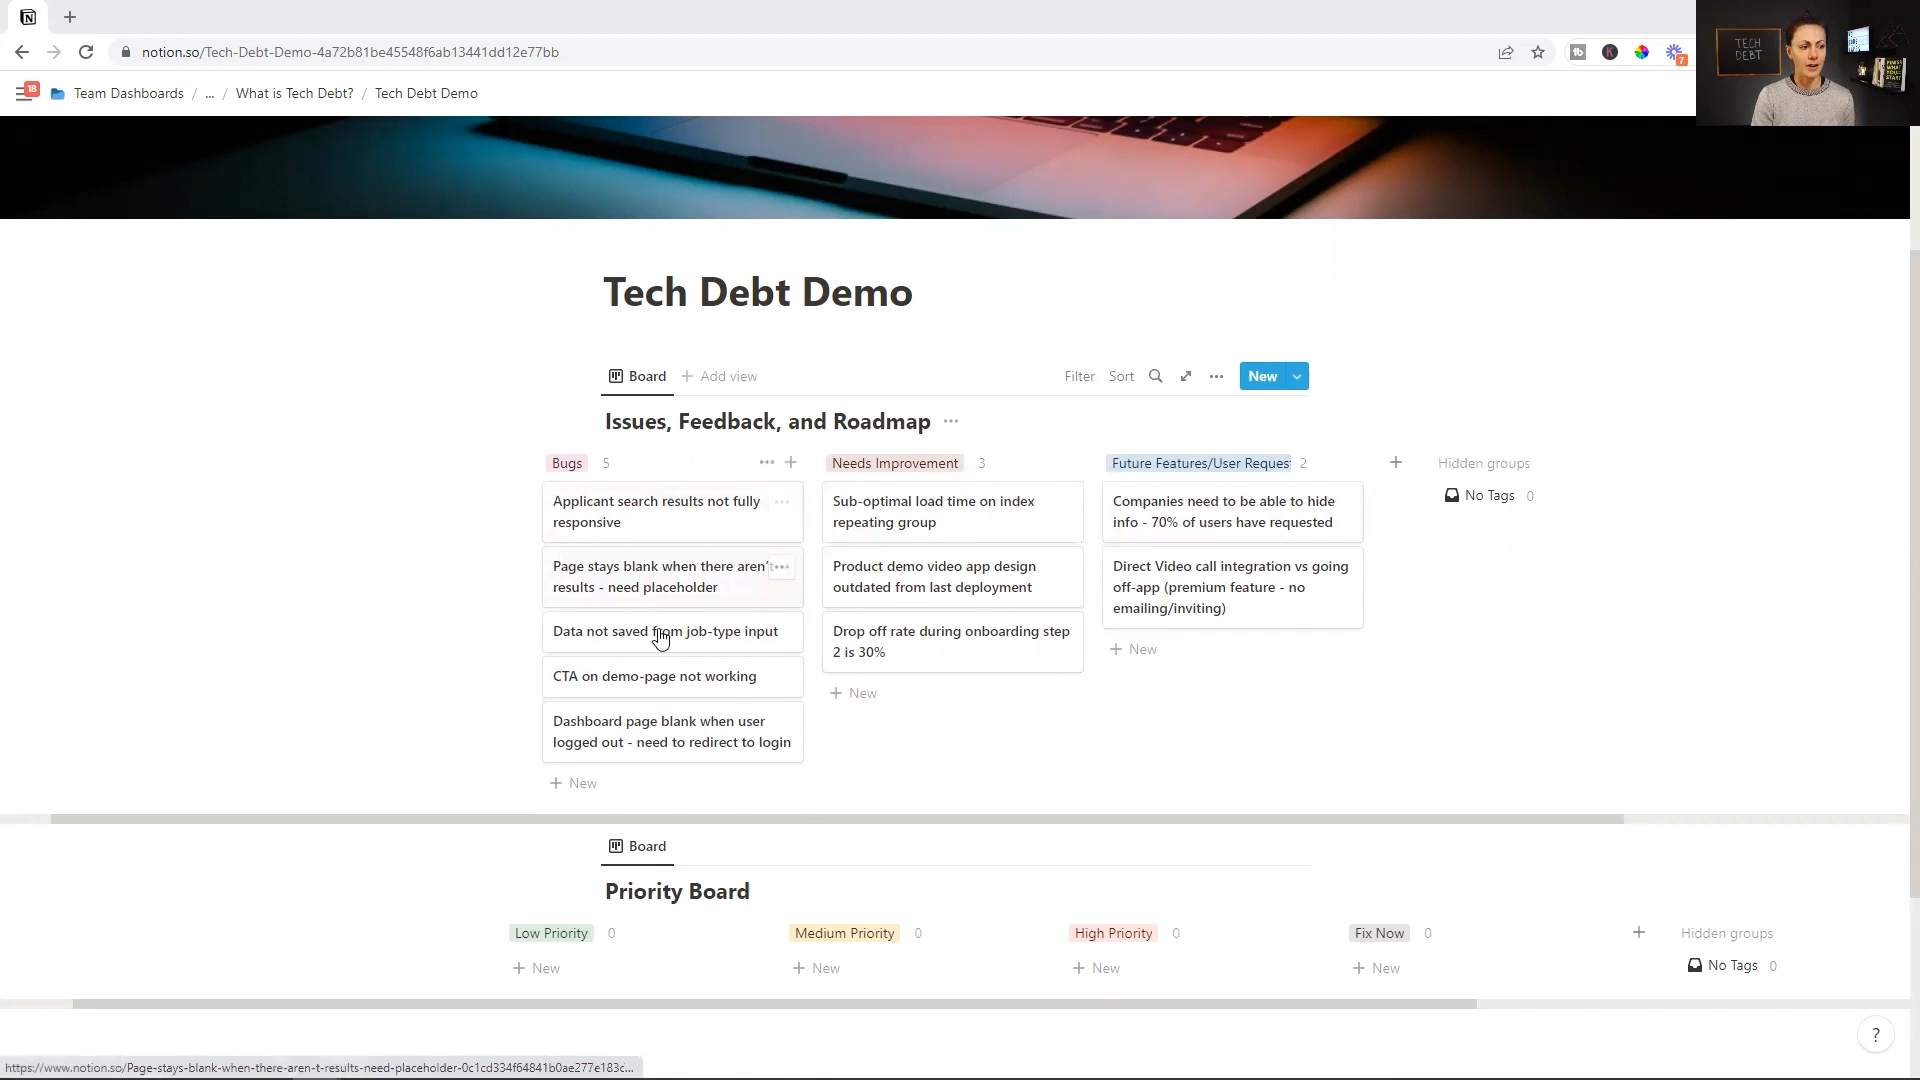 notion.so/Tech-Debt-Demo-4a72b81be45548f6ab13441dd12e77bb
7
TECH
DEBT
FINISH
WHAT
YOU
START
18
Team Dashboards / ... / What is Tech Debt? / Tech Debt Demo
Tech Debt Demo
Board
Add view
Filter
Sort
New
Issues, Feedback, and Roadmap
Bugs 5
Needs Improvement 3
Future Features/User Reques 2
Hidden groups
No Tags 0
Applicant search results not fully
responsive
Page stays blank when there aren't
results - need placeholder
Data not saved from job-type input
CTA on demo-page not working
Dashboard page blank when user
logged out - need to redirect to login
New
Sub-optimal load time on index
repeating group
Product demo video app design
outdated from last deployment
Drop off rate during onboarding step
2 is 30%
New
Companies need to be able to hide
info - 70% of users have requested
Direct Video call integration vs going
off-app (premium feature - no
emailing/inviting)
New
Board
Priority Board
Low Priority 0
Medium Priority 0
High Priority 0
Fix Now 0
Hidden groups
New
New
New
New
No Tags 0
?
https://www.notion.so/Page-stays-blank-when-there-aren-t-results-need-placeholder-0c1cd334f64841b0ae277e183c...